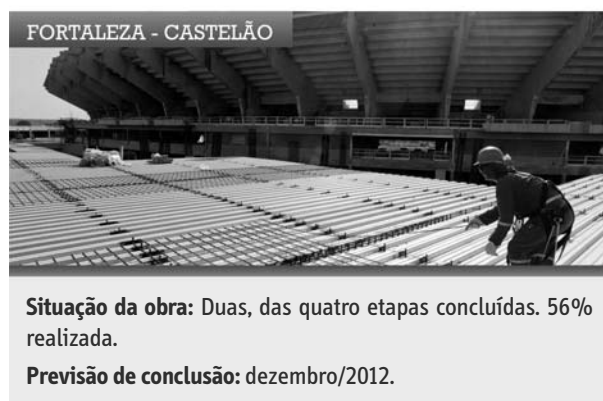 FORTALEZA - CASTELÃO
Situação da obra: Duas, das quatro etapas concluídas. 56%
realizada.
Previsão de conclusão: dezembro/2012.